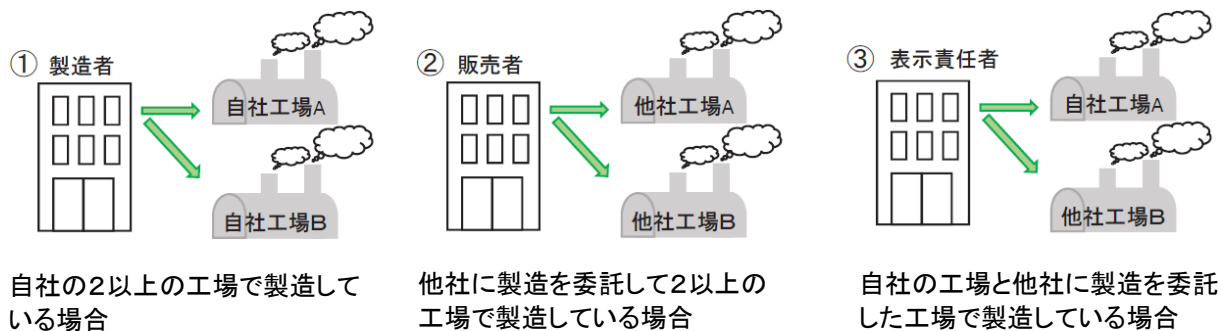 ① 製造者
自社工場A
自社工場B
自社の２以上の工場で製造して
いる場合
② 販売者
他社工場A
他社工場B
他社に製造を委託して２以上の
工場で製造している場合
③ 表示責任者
自社工場A
他社工場B
自社の工場と他社に製造を委託
した工場で製造している場合